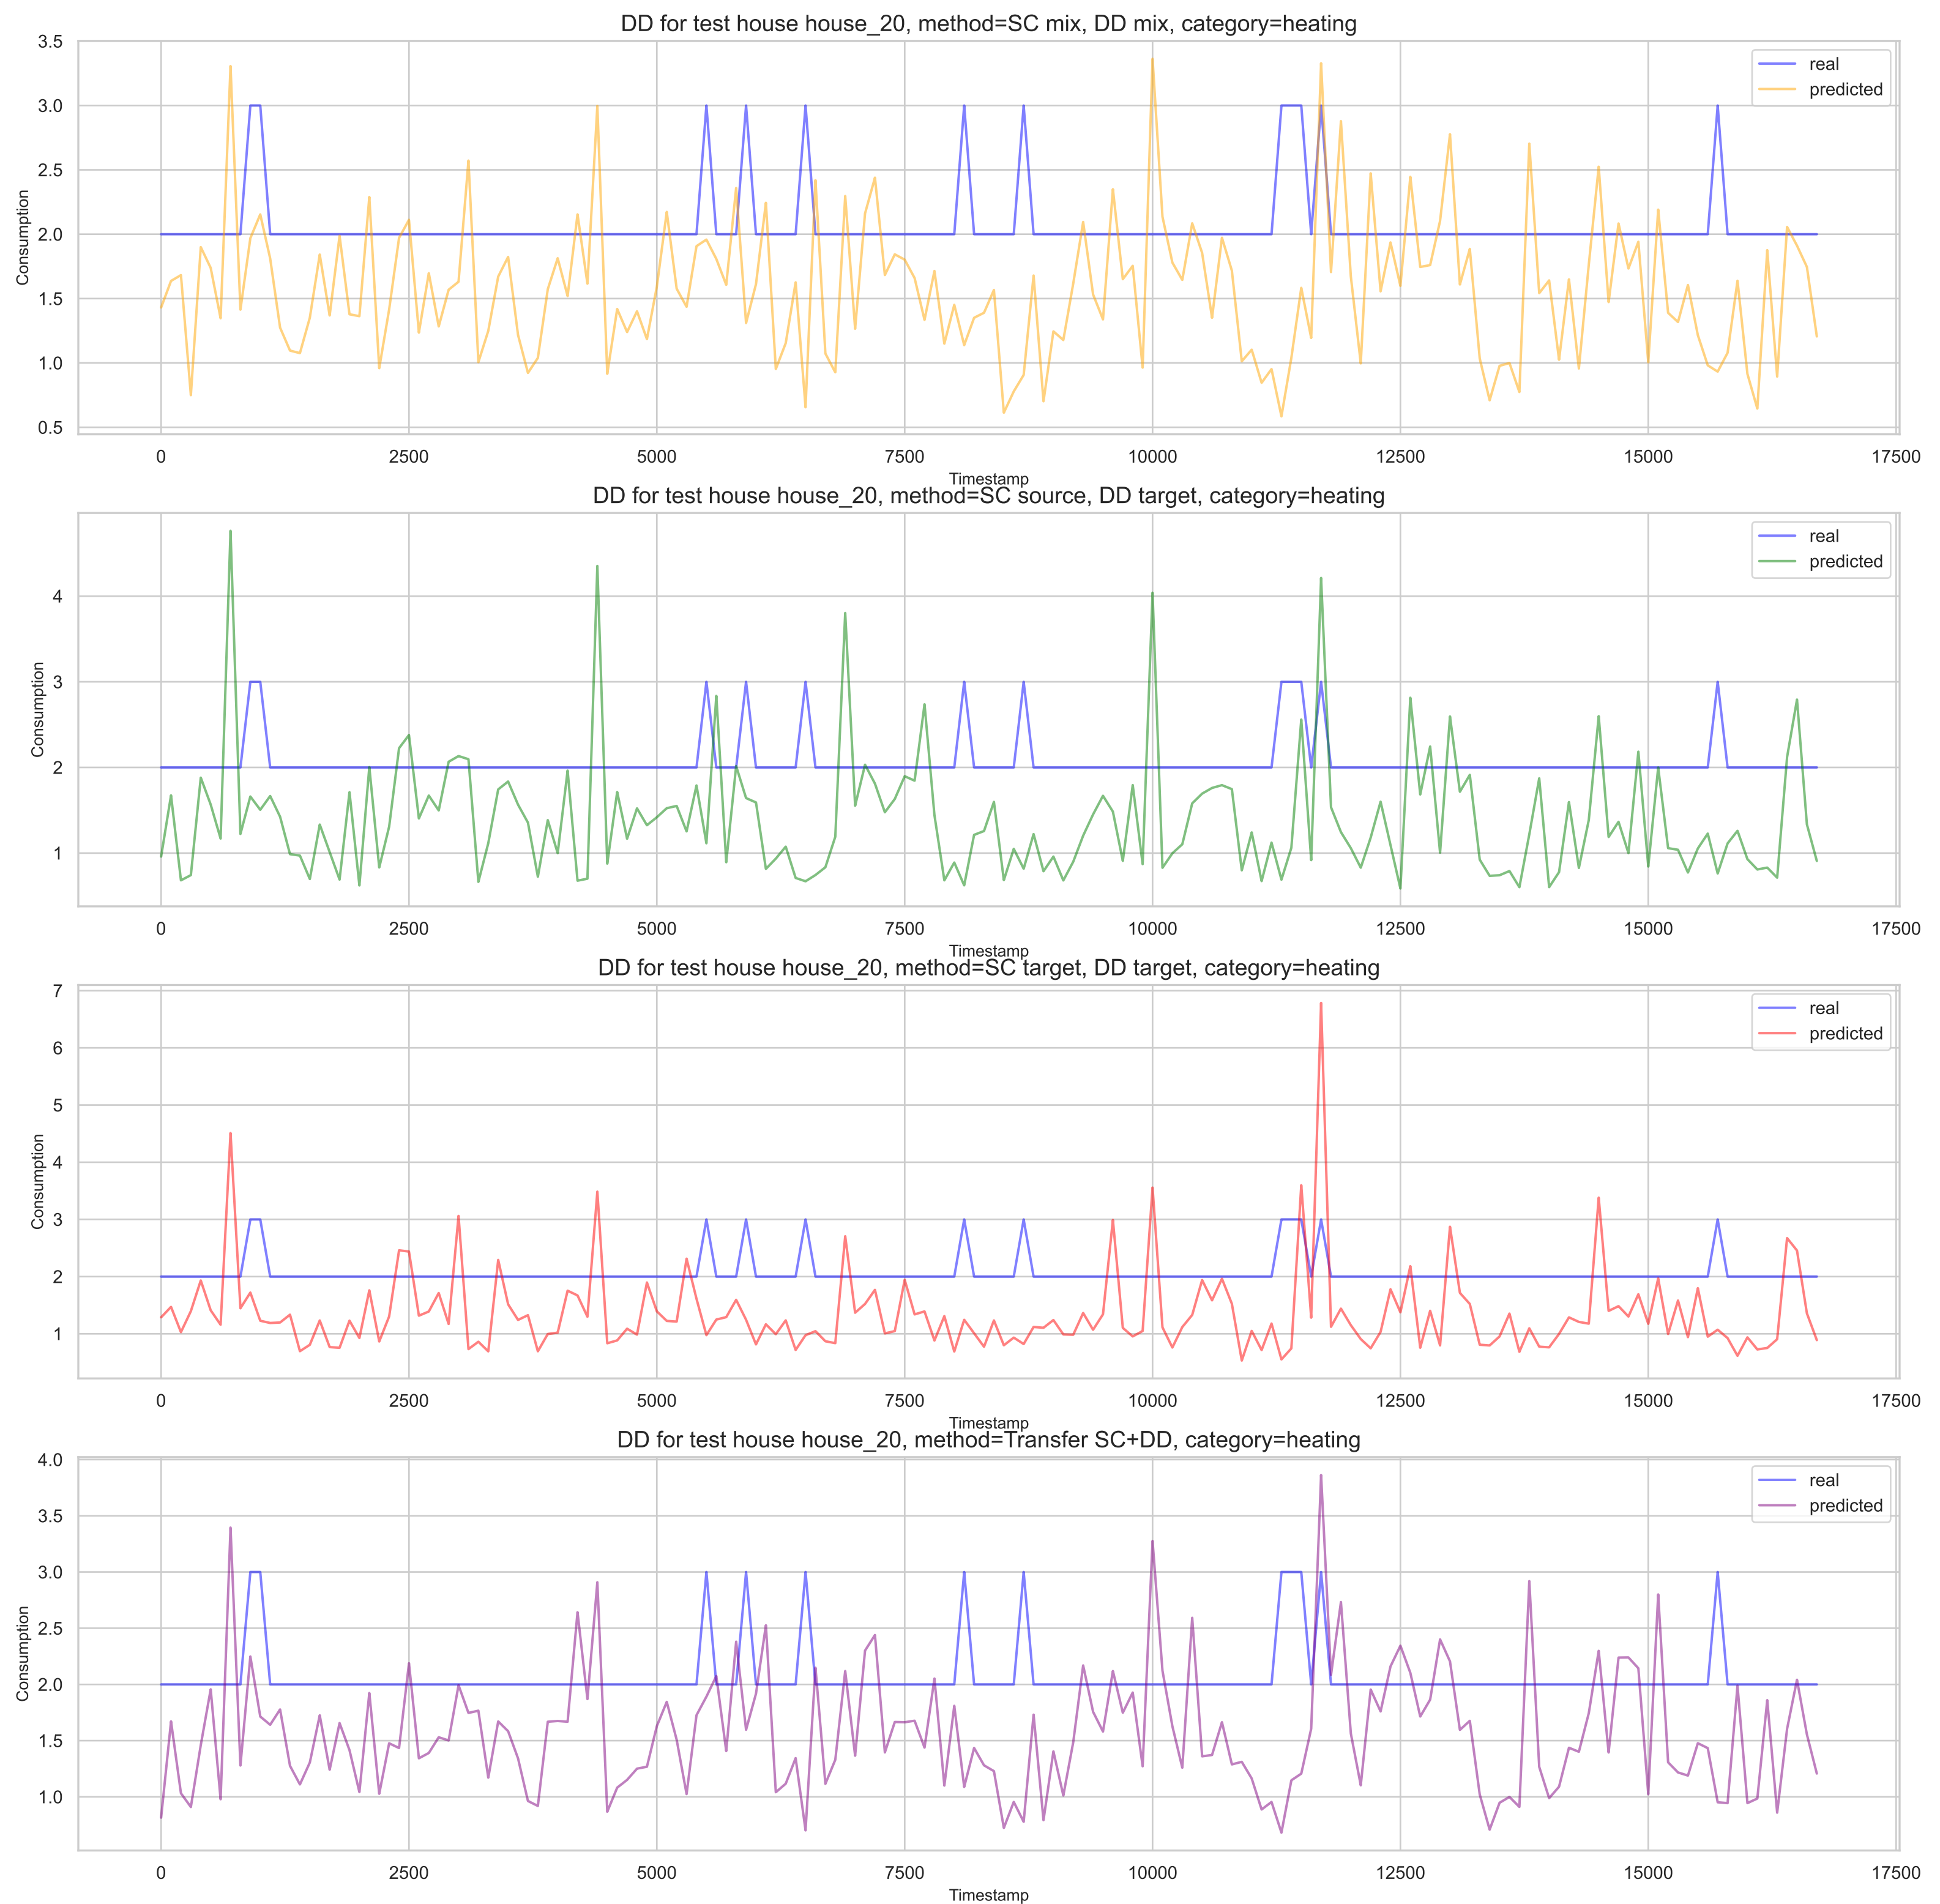 DD for test house house_20, method=SC mix, DD mix, category=heating
3.5
3.0
2.5
2.0
1.5
1.0
0.5
Consumption
real
predicted
0 2500 5000 7500 10000 12500 15000 17500
Timestamp
DD for test house house_20, method=SC source, DD target, category=heating
4
3
2
1
Consumption
real
predicted
0 2500 5000 7500 10000 12500 15000 17500
Timestamp
DD for test house house_20, method=SC target, DD target, category=heating
7
6
5
4
3
2
1
Consumption
real
predicted
0 2500 5000 7500 10000 12500 15000 17500
Timestamp
DD for test house house_20, method=Transfer SC+DD, category=heating
4.0
3.5
3.0
2.5
2.0
1.5
1.0
Consumption
real
predicted
0 2500 5000 7500 10000 12500 15000 17500
Timestamp